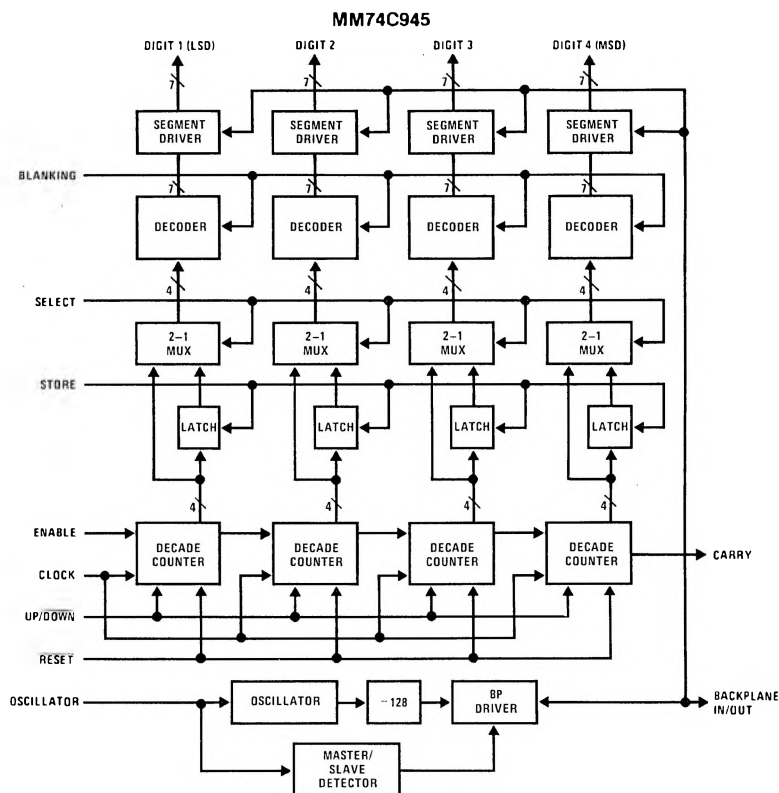 MM74C945
DIGIT 1 (LSD) DIGIT 2 DIGIT 3 DIGIT 4 (MSD)
7 7 7 7
SEGMENT DRIVER SEGMENT DRIVER SEGMENT DRIVER SEGMENT DRIVER
BLANKING
7 7 7 7
DECODER DECODER DECODER DECODER
4 4 4 4
SELECT
2–1 MUX 2–1 MUX 2–1 MUX 2–1 MUX
STORE
LATCH LATCH LATCH LATCH
4 4 4 4
ENABLE
DECADE COUNTER DECADE COUNTER DECADE COUNTER DECADE COUNTER
CARRY
CLOCK
UP/DOWN
RESET
OSCILLATOR
OSCILLATOR
−128
BP DRIVER
BACKPLANE IN/OUT
MASTER/ SLAVE DETECTOR